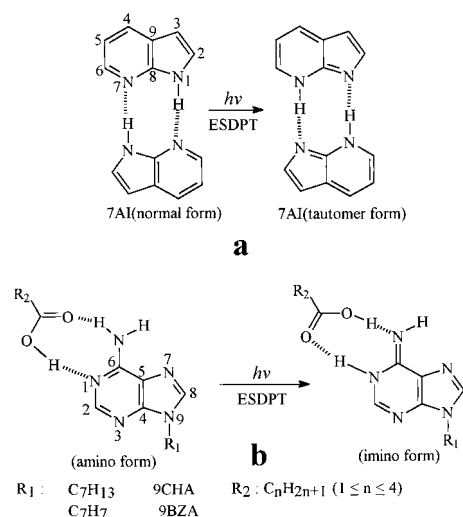 4
9
3
5
2
6
7 N
8
N 1
H
H
N
N
hν
ESDPT
N
N
H
H
N
N
7AI(normal form)
7AI(tautomer form)
a
R2
O
H
N
H
O
H
6
N
1
5
7
N
2
8
N
3
4
N
9
R1
(amino form)
hν
ESDPT
b
R2
O
H
N
H
O
H
N
N
N
N
R1
(imino form)
R1 : C7H13 9CHA R2 : CnH2n+1 (1 ≤ n ≤ 4)
C7H7 9BZA